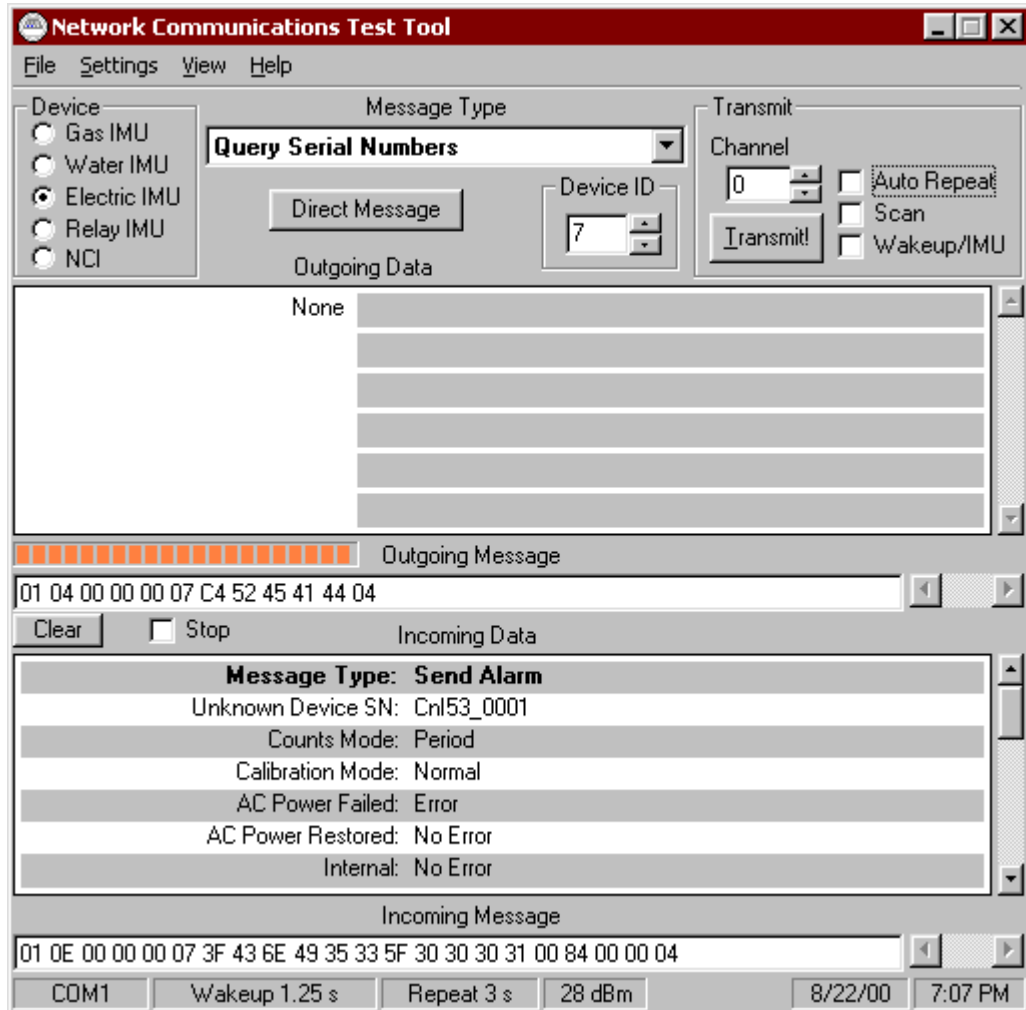 Network Communications Test Tool
File Settings View Help
Device
Gas IMU
Water IMU
Electric IMU
Relay IMU
NCI
Message Type
Query Serial Numbers
Direct Message
Device ID
7
Outgoing Data
Transmit
Channel
0
Transmit!
Auto Repeat
Scan
Wakeup/IMU
None
Outgoing Message
01 04 00 00 00 07 C4 52 45 41 44 04
Clear
Stop
Incoming Data
Message Type: Send Alarm
Unknown Device SN: CnI53_0001
Counts Mode: Period
Calibration Mode: Normal
AC Power Failed: Error
AC Power Restored: No Error
Internal: No Error
Incoming Message
01 0E 00 00 00 07 3F 43 6E 49 35 33 5F 30 30 30 31 00 84 00 00 04
COM1 Wakeup 1.25 s Repeat 3 s 28 dBm 8/22/00 7:07 PM